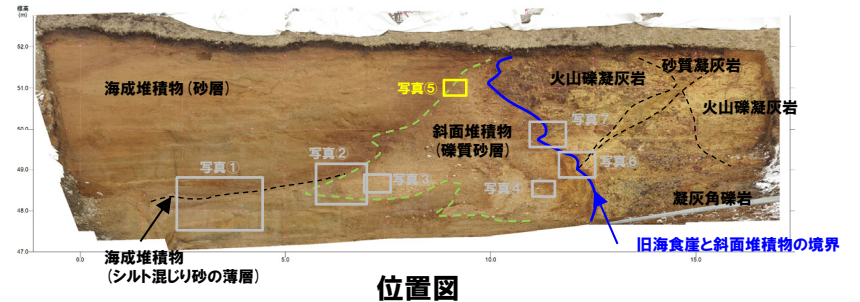 標高
(m)
52.0
51.0
50.0
49.0
48.0
47.0
0.0
5.0
10.0
15.0
海成堆積物(砂層)
写真⑤
火山礫凝灰岩
砂質凝灰岩
火山礫凝灰岩
斜面堆積物
(礫質砂層)
写真7
写真①
写真2
写真3
写真4
写真6
凝灰角礫岩
海成堆積物
(シルト混じり砂の薄層)
旧海食崖と斜面堆積物の境界
位置図